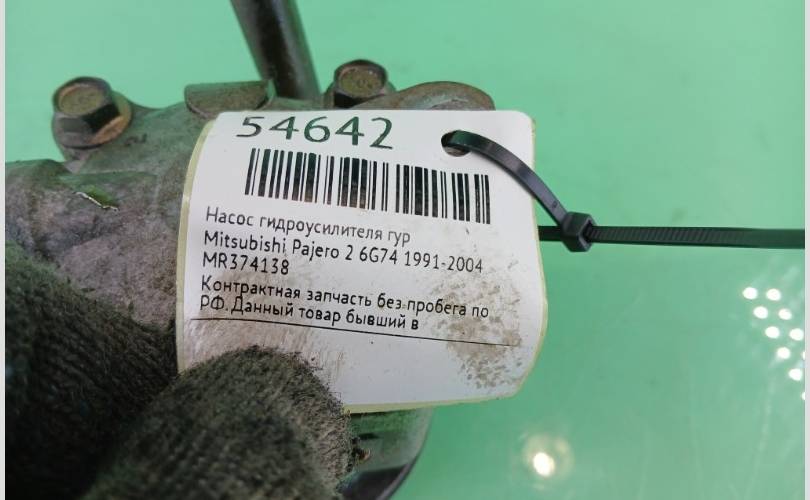 54642
Насос гидроусилителя гур
Mitsubishi Pajero 2 6G74 1991-2004
MR374138
Контрактная запчасть без пробега по
РФ.Данный товар бывший в